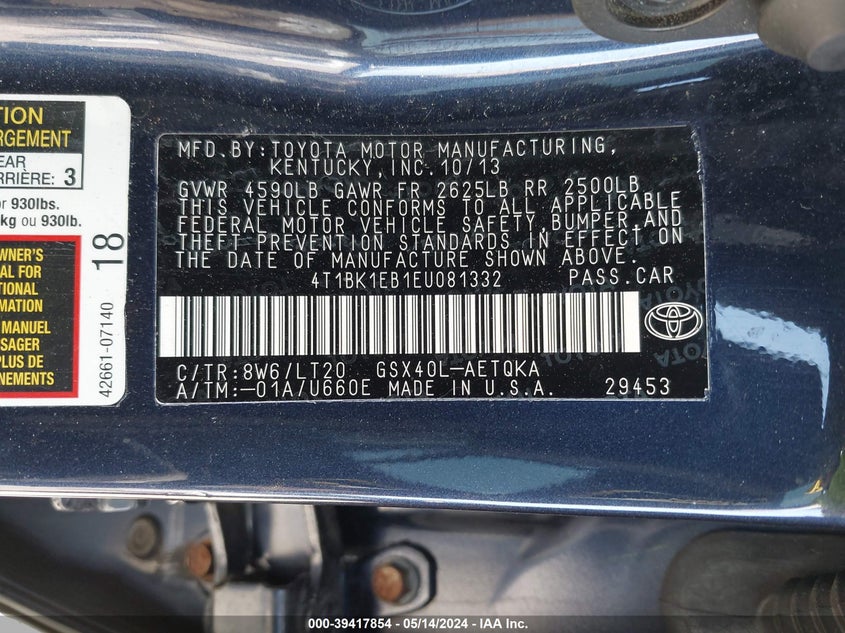 TION
RGEMENT
EAR
RRIÈRE: 3
or 930lbs.
kg ou 930lb.
18
WNER'S
AL FOR
TIONAL
MATION
MANUEL
SAGER
PLUS DE
NEMENTS
42661-07140
MFD.BY:TOYOTA MOTOR MANUFACTURING,
KENTUCKY,INC.10/13
GVWR 4590LB GAWR FR 2625LB RR 2500LB
THIS VEHICLE CONFORMS TO ALL APPLICABLE
FEDERAL MOTOR VEHICLE SAFETY,BUMPER,AND
THEFT PREVENTION STANDARDS IN EFFECT ON
THE DATE OF MANUFACTURE SHOWN ABOVE.
4T1BK1EB1EU081332 PASS.CAR
C/TR:8W6/LT20 GSX40L-AETQKA
A/TM:-01A/U660E MADE IN U.S.A. 29453
000-39417854 / 05/14/2024 - IAA Inc.